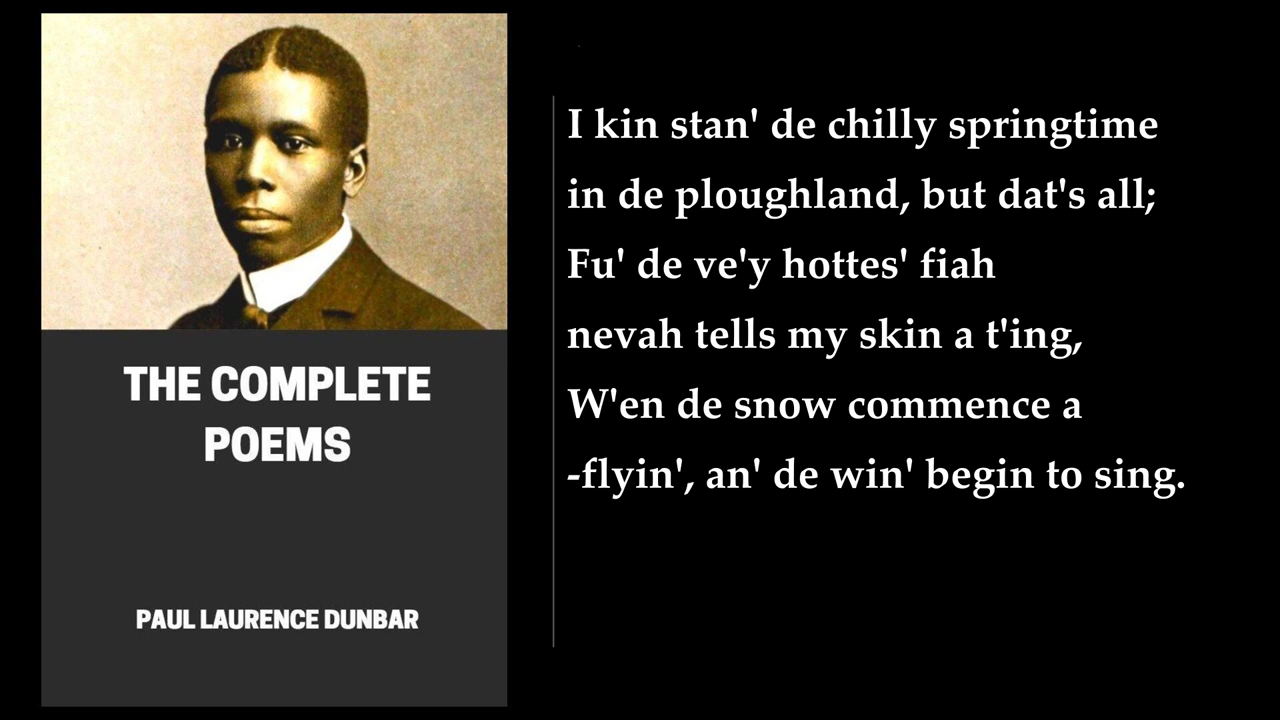 THE COMPLETE
POEMS
PAUL LAURENCE DUNBAR
I kin stan' de chilly springtime
in de ploughland, but dat's all;
Fu' de ve'y hottes' fiah
nevah tells my skin a t'ing,
W'en de snow commence a
-flyin', an' de win' begin to sing.